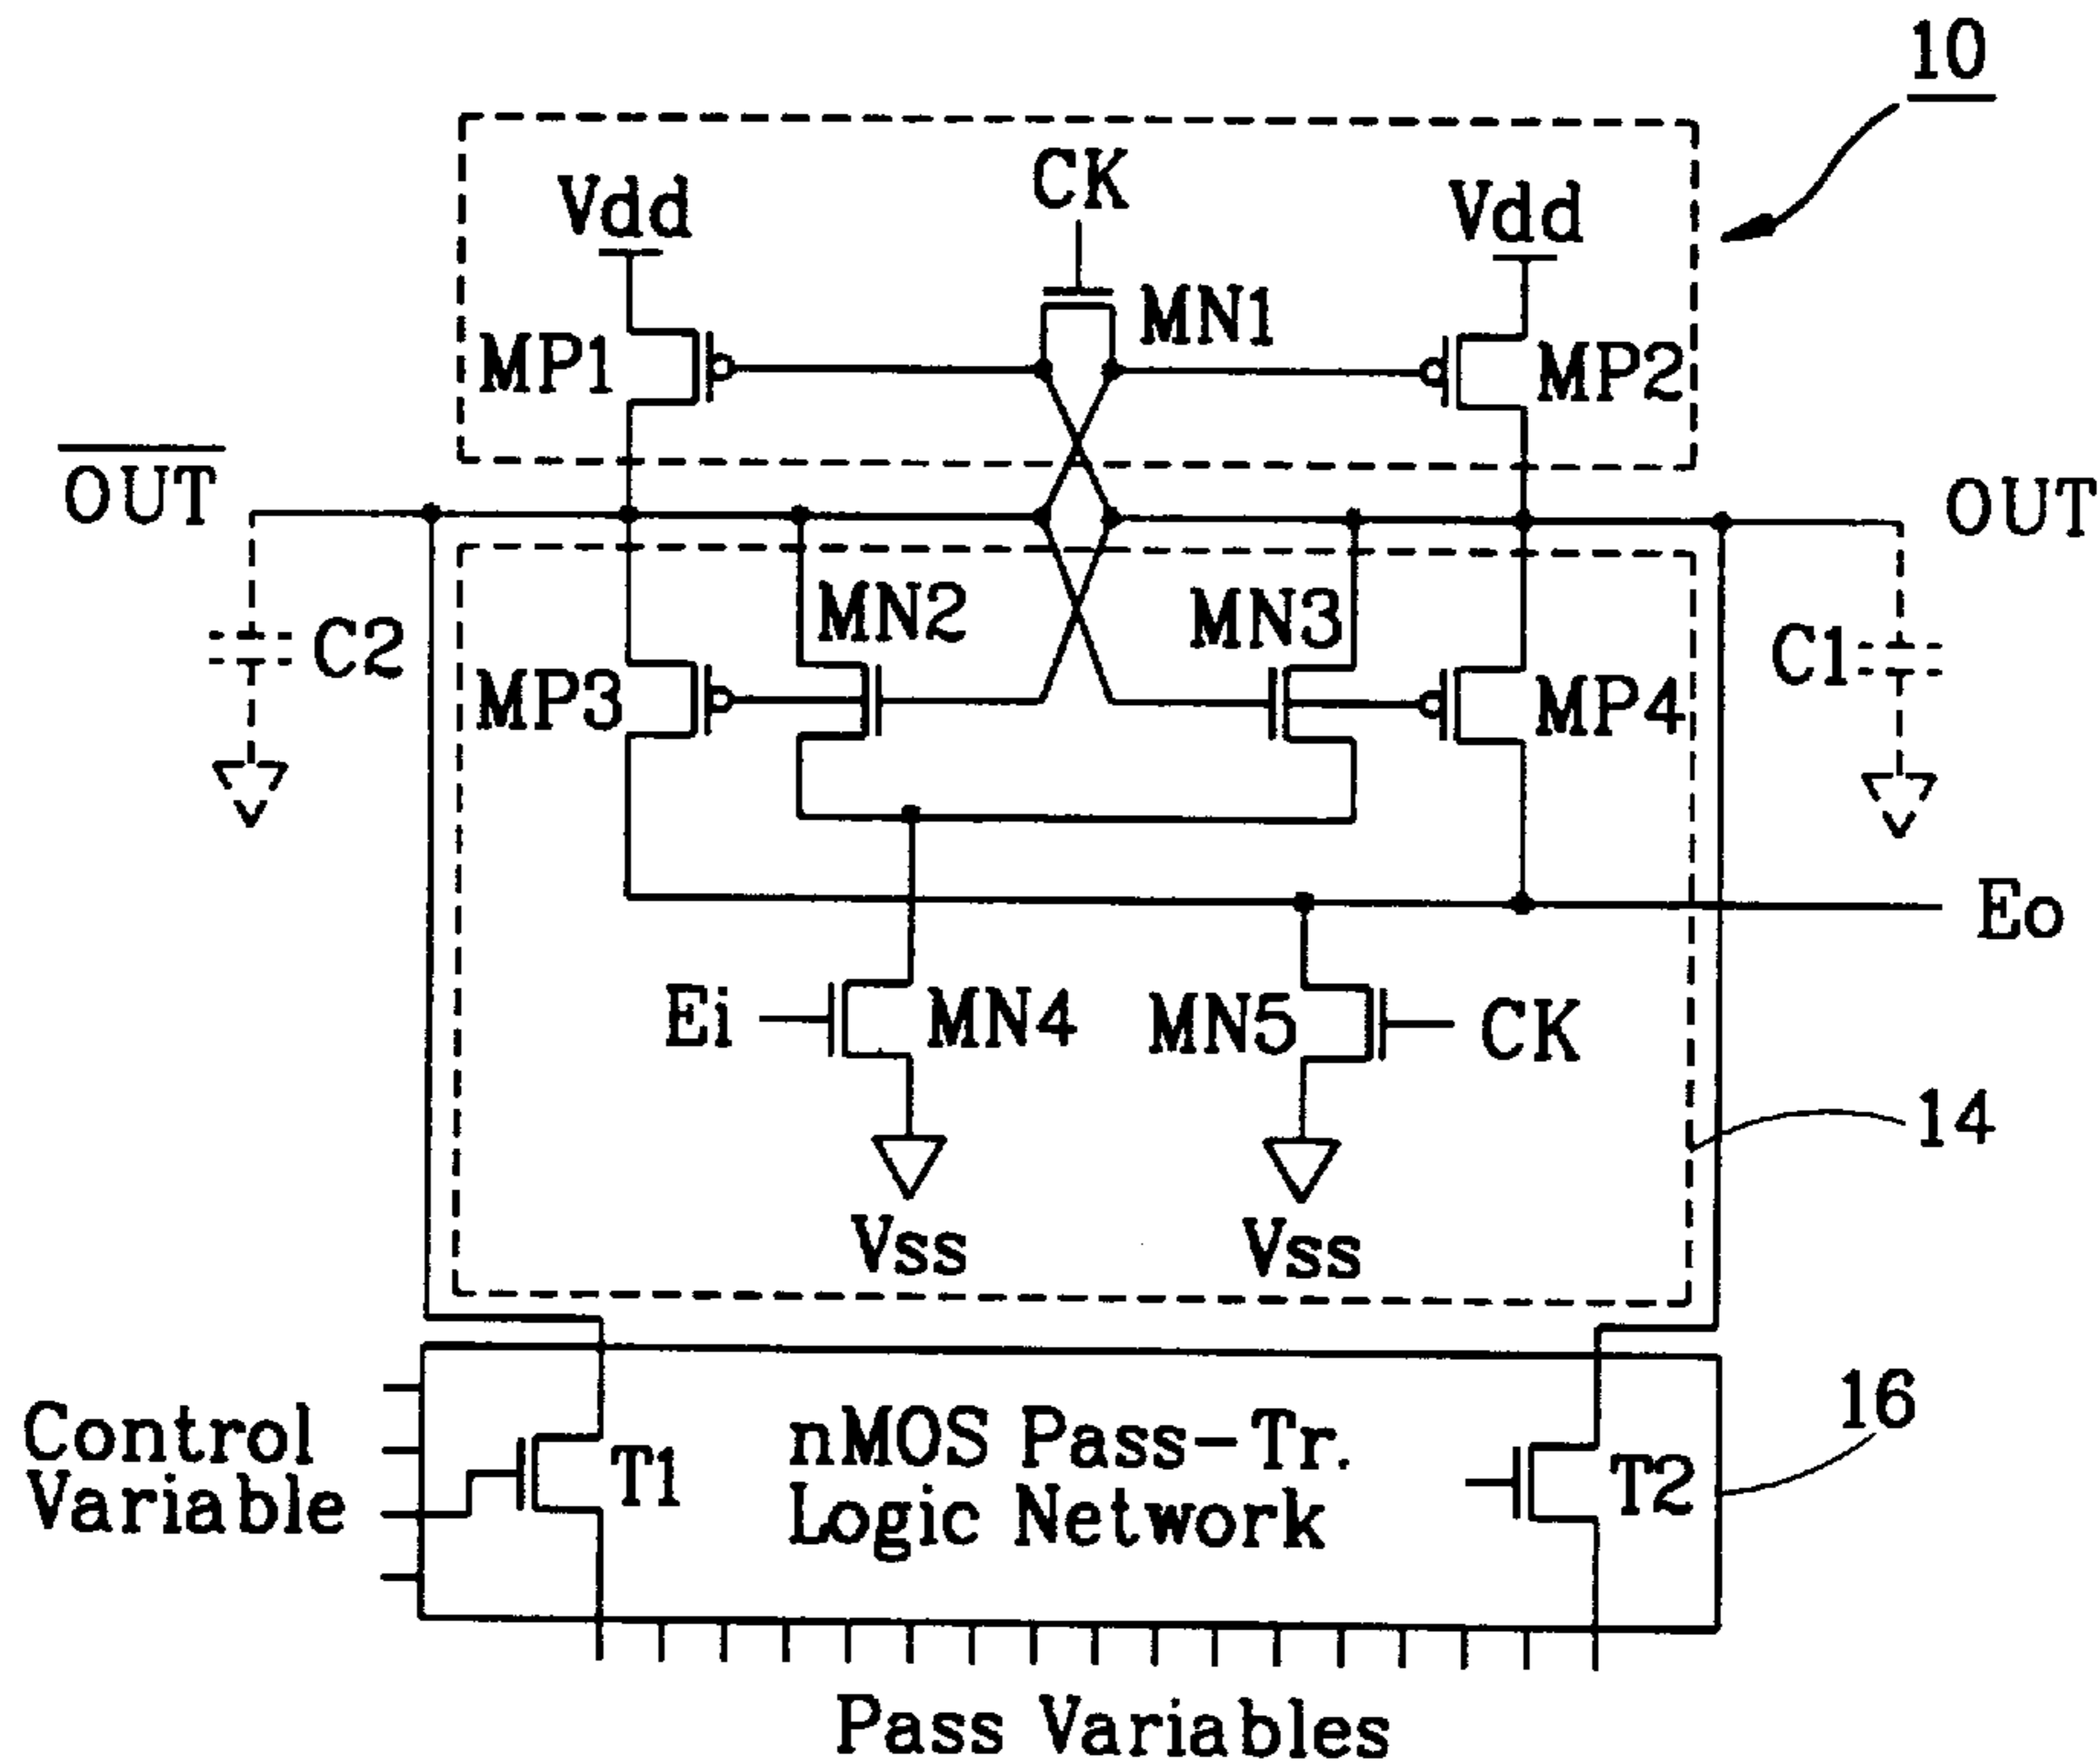 10
CK
Vdd
Vdd
MN1
MP1
MP2
OUT
OUT
MN2
MN3
C2
C1
MP3
MP4
Eo
Ei
MN4
MN5
CK
14
Vss
Vss
16
Control
Variable
T1
nMOS Pass-Tr.
Logic Network
T2
Pass Variables